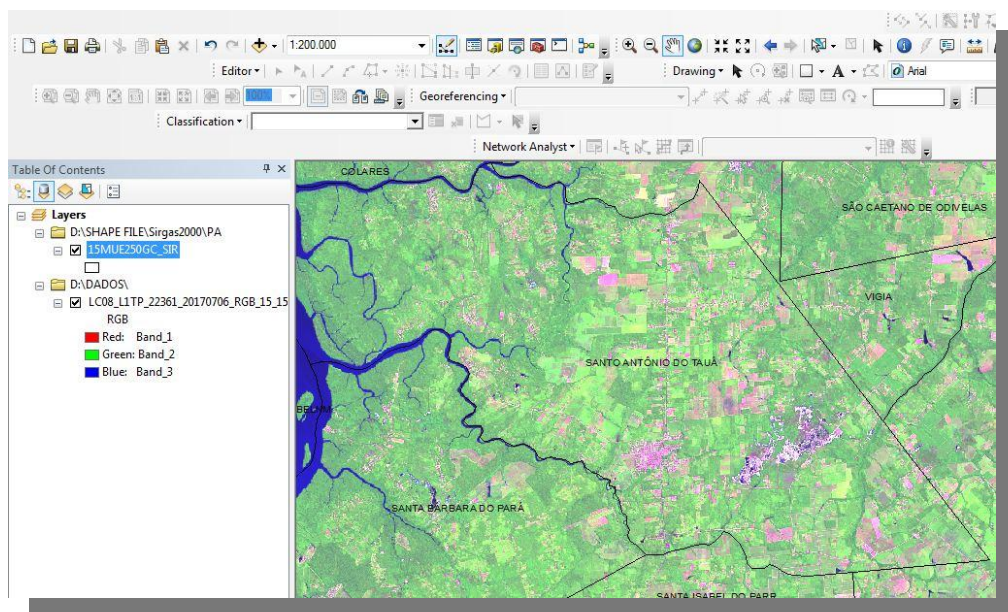 1:200.000
Editor
Drawing
Arial
100%
Georeferencing
Classification
Network Analyst
Table Of Contents
Layers
D:\SHAPE FILE\Sirgas2000\PA
15MUE250GC_SIR
D:\DADOS\
LC08_L1TP_22361_20170706_RGB_15_15
RGB
Red: Band_1
Green: Band_2
Blue: Band_3
COLARES
SÃO CAETANO DE ODIVELAS
VIGIA
SANTO ANTÔNIO DO TAUÁ
BELÉM
SANTA BÁRBARA DO PARÁ
SANTA ISABEL DO PARÁ